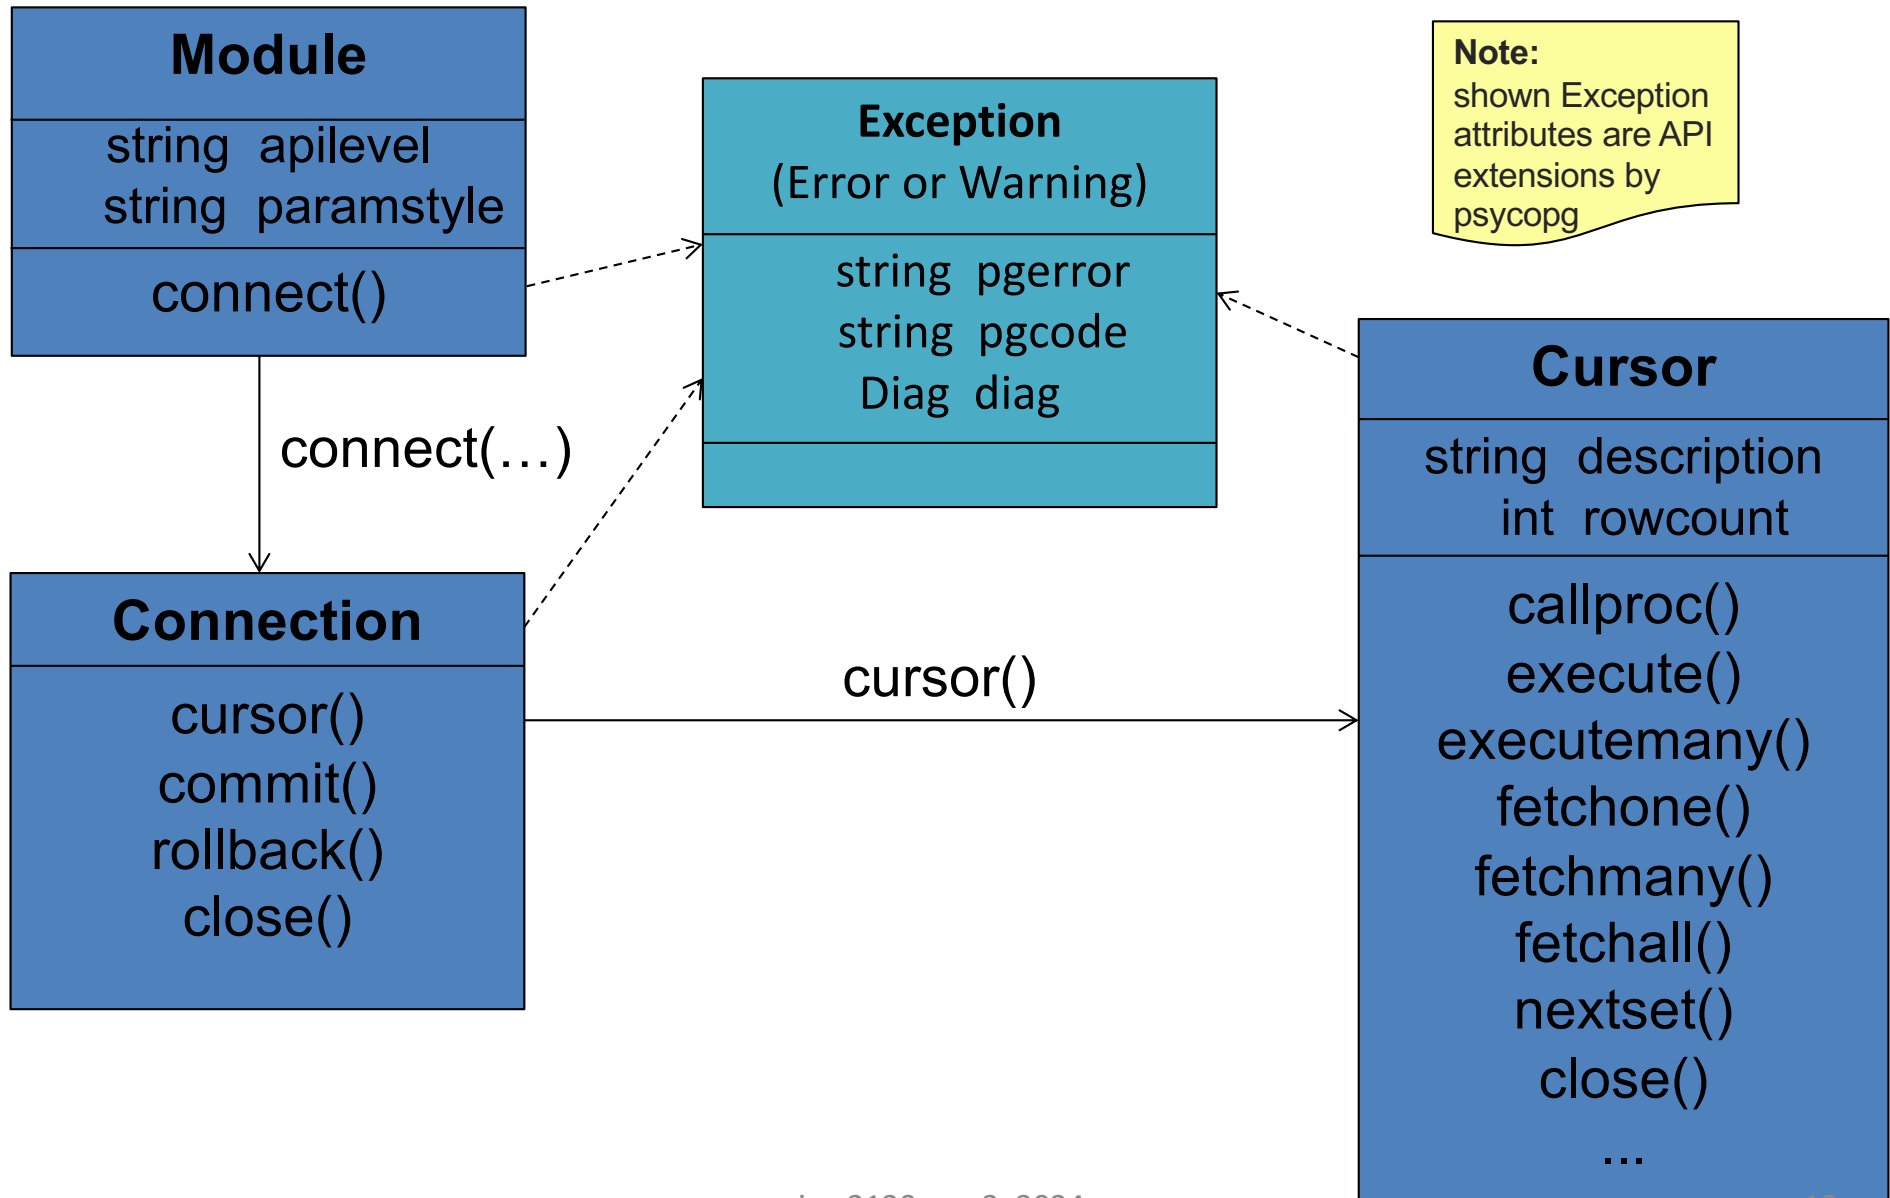 Module
string apilevel
string paramstyle
connect()
Exception
(Error or Warning)
string pgerror
string pgcode
Diag diag
Note:
shown Exception
attributes are API
extensions by
psycopg
connect(…)
Cursor
string description
int rowcount
callproc()
execute()
executemany()
fetchone()
fetchmany()
fetchall()
nextset()
close()
...
Connection
cursor()
commit()
rollback()
close()
cursor()